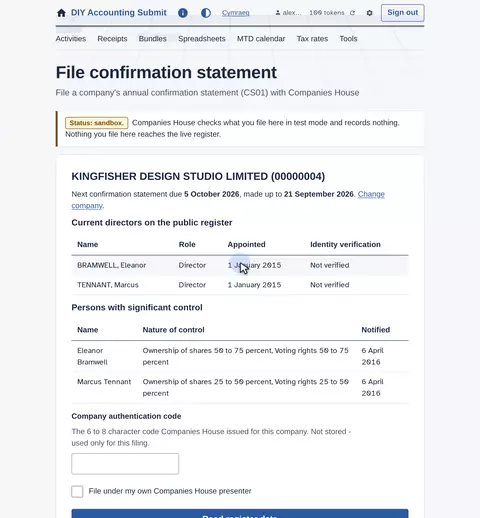 DIY Accounting Submit
Cymraeg
alex...
100 tokens
Sign out
Activities Receipts Bundles Spreadsheets MTD calendar Tax rates Tools
File confirmation statement
File a company's annual confirmation statement (CS01) with Companies House
Status: sandbox. Companies House checks what you file here in test mode and records nothing.
Nothing you file here reaches the live register.
KINGFISHER DESIGN STUDIO LIMITED (00000004)
Next confirmation statement due 5 October 2026, made up to 21 September 2026. Change
company.
Current directors on the public register
Name Role Appointed Identity verification
BRAMWELL, Eleanor Director 1 January 2015 Not verified
TENNANT, Marcus Director 1 January 2015 Not verified
Persons with significant control
Name Nature of control Notified
Eleanor Bramwell Ownership of shares 50 to 75 percent, Voting rights 50 to 75 percent 6 April 2016
Marcus Tennant Ownership of shares 25 to 50 percent, Voting rights 25 to 50 percent 6 April 2016
Company authentication code
The 6 to 8 character code Companies House issued for this company. Not stored -
used only for this filing.
File under my own Companies House presenter